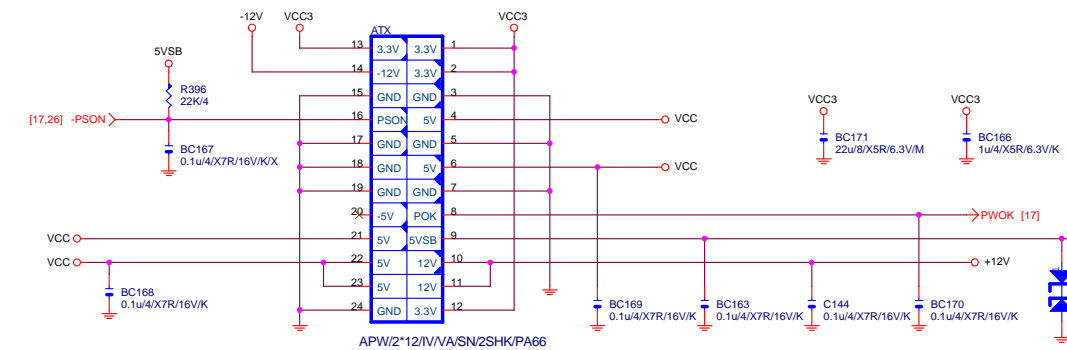 -12V VCC3 VCC3
ATX
5VSB
13 3.3V 3.3V 1
14 -12V 3.3V 2
R396
22K/4
15 GND GND 3
[17,26] -PSON 16 PSON 5V 4 VCC
VCC3 VCC3
BC171
22u/8/X5R/6.3V/M
BC166
1u/4/X5R/6.3V/K
BC167
0.1u/4/X7R/16V/K/X
17 GND GND 5
18 GND 5V 6 VCC
19 GND GND 7
20 -5V POK 8 PWOK [17]
VCC 21 5V 5VSB 9
VCC 22 5V 12V 10 +12V
23 5V 12V 11
24 GND 3.3V 12
BC168
0.1u/4/X7R/16V/K
BC169
0.1u/4/X7R/16V/K
BC163
0.1u/4/X7R/16V/K
C144
0.1u/4/X7R/16V/K
BC170
0.1u/4/X7R/16V/K
APW/2*12/IV/VA/SN/2SHK/PA66